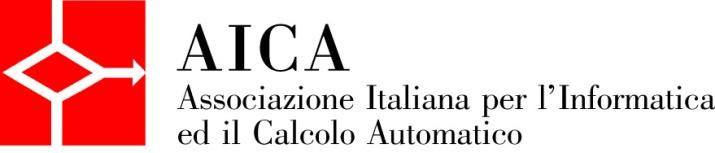 AICA
Associazione Italiana per l'Informatica
ed il Calcolo Automatico